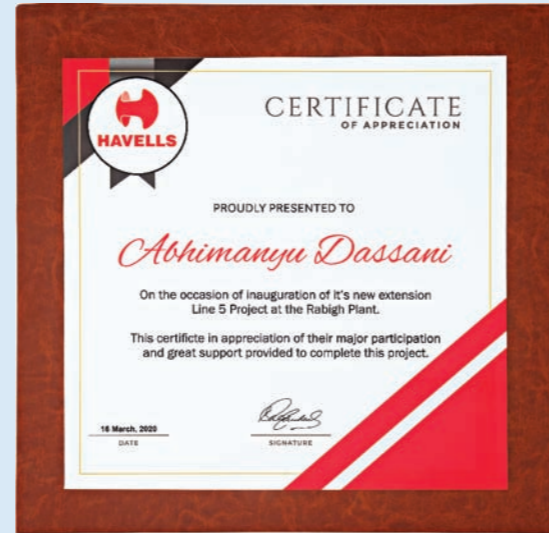 HAVELLS
CERTIFICATE
OF APPRECIATION
PROUDLY PRESENTED TO
Abhimanyu Dassani
On the occasion of inauguration of it's new extension
Line 5 Project at the Rabigh Plant.
This certificte in appreciation of their major participation
and great support provided to complete this project.
16 March, 2020
DATE
SIGNATURE